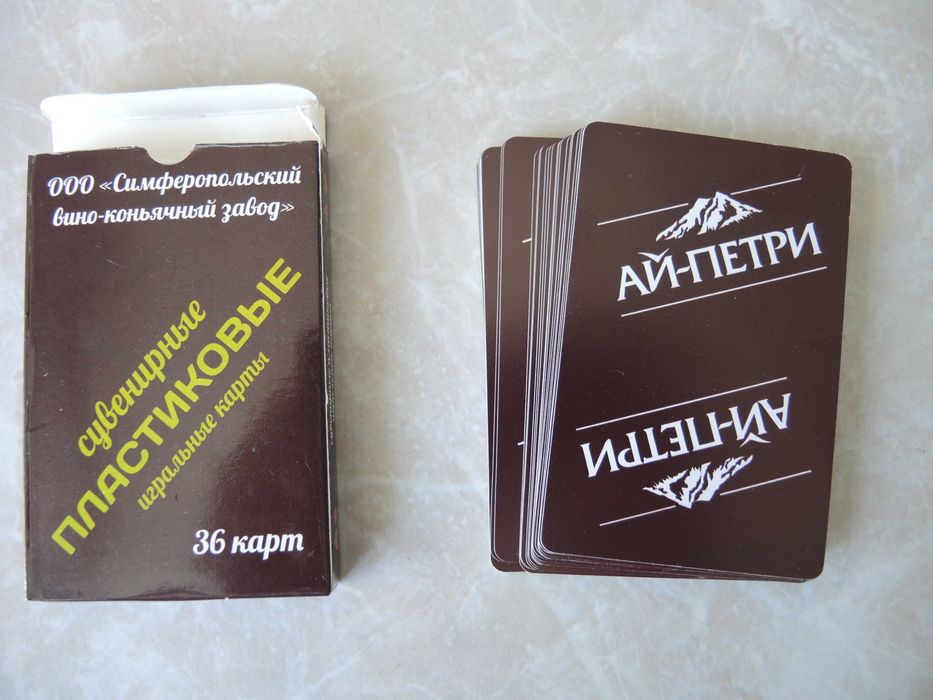 ООО «Симферопольский
вино-коньячный завод»
сувенирные
ПЛАСТИКОВЫЕ
игральные карты
36 карт
АЙ-ПЕТРИ
АЙ-ПЕТРИ